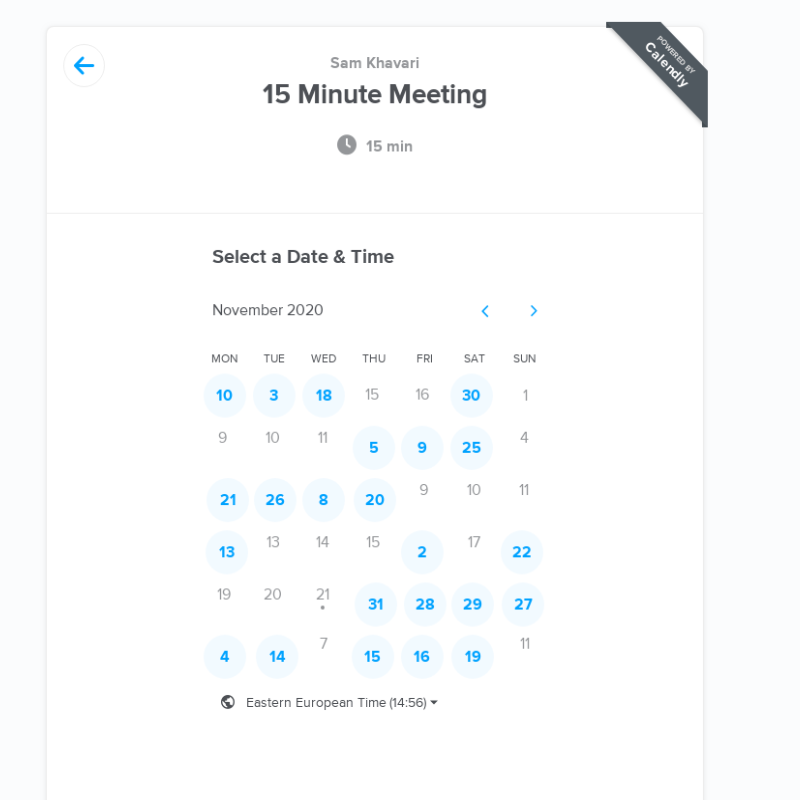 Sam Khavari
POWERED BY
Calendly
15 Minute Meeting
15 min
Select a Date & Time
November 2020
MON TUE WED THU FRI SAT SUN
10 3 18 15 16 30 1
9 10 11 5 9 25 4
21 26 8 20 9 10 11
13 13 14 15 2 17 22
19 20 21 31 28 29 27
4 14 7 15 16 19 11
Eastern European Time (14:56)